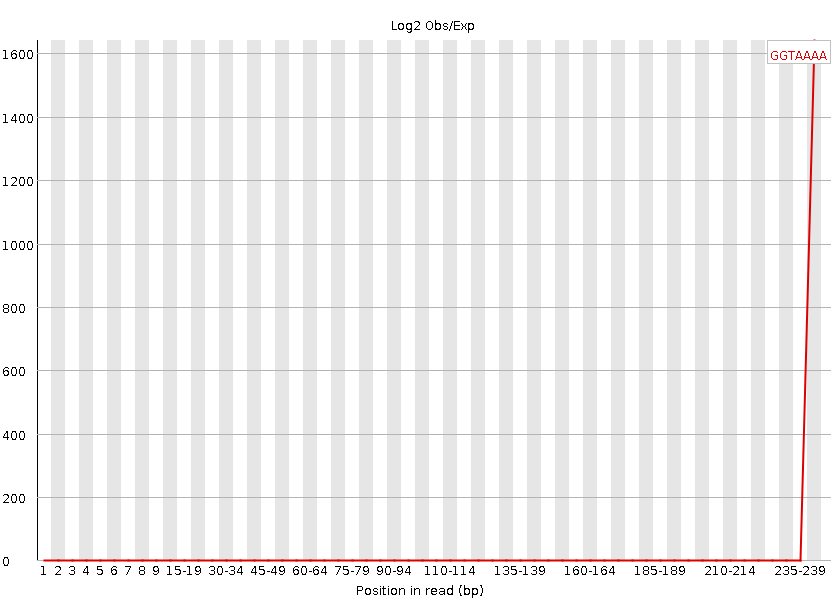 Log2 Obs/Exp
GGTAAAA
1600
1400
1200
1000
800
600
400
200
0
1 2 3 4 5 6 7 8 9 15-19 30-34 45-49 60-64 75-79 90-94 110-114 135-139 160-164 185-189 210-214 235-239
Position in read (bp)